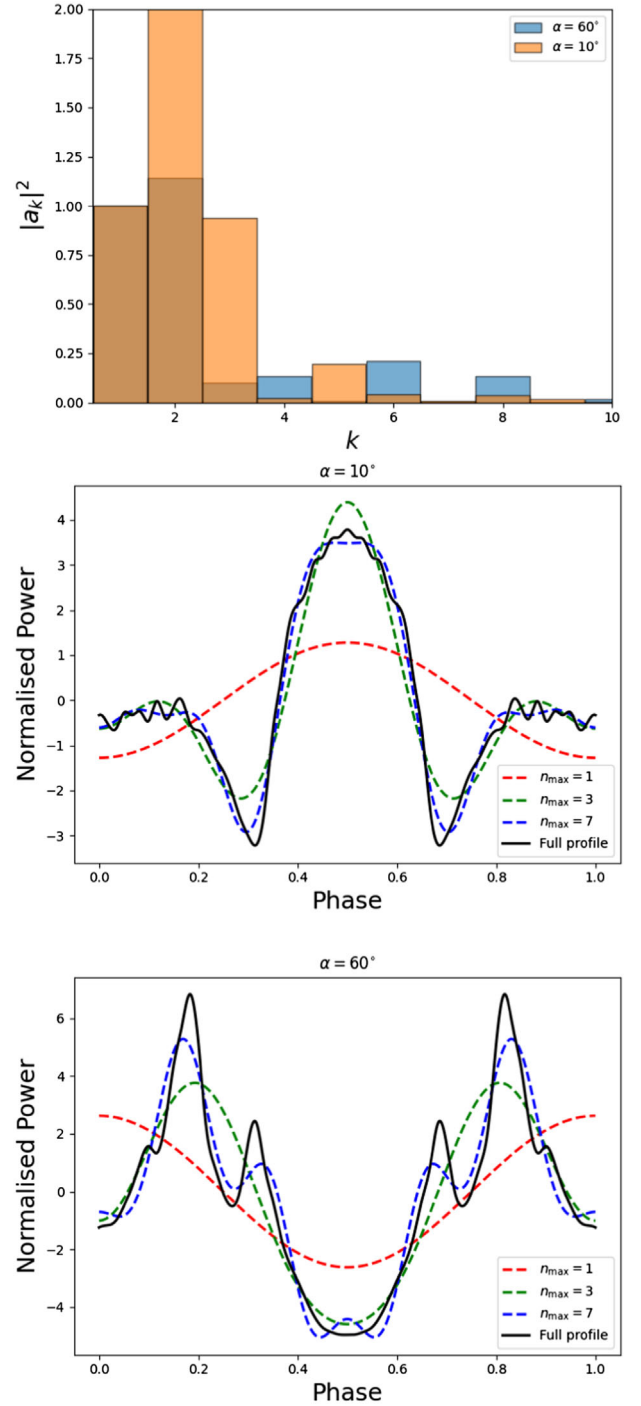 2.00
1.75
1.50
1.25
1.00
0.75
0.50
0.25
0.00
|a_k|^2
α = 60°
α = 10°
2 4 6 8 10
k
α = 10°
4
3
2
1
0
−1
−2
−3
Normalised Power
n_max = 1
n_max = 3
n_max = 7
Full profile
0.0 0.2 0.4 0.6 0.8 1.0
Phase
α = 60°
6
4
2
0
−2
−4
Normalised Power
n_max = 1
n_max = 3
n_max = 7
Full profile
0.0 0.2 0.4 0.6 0.8 1.0
Phase